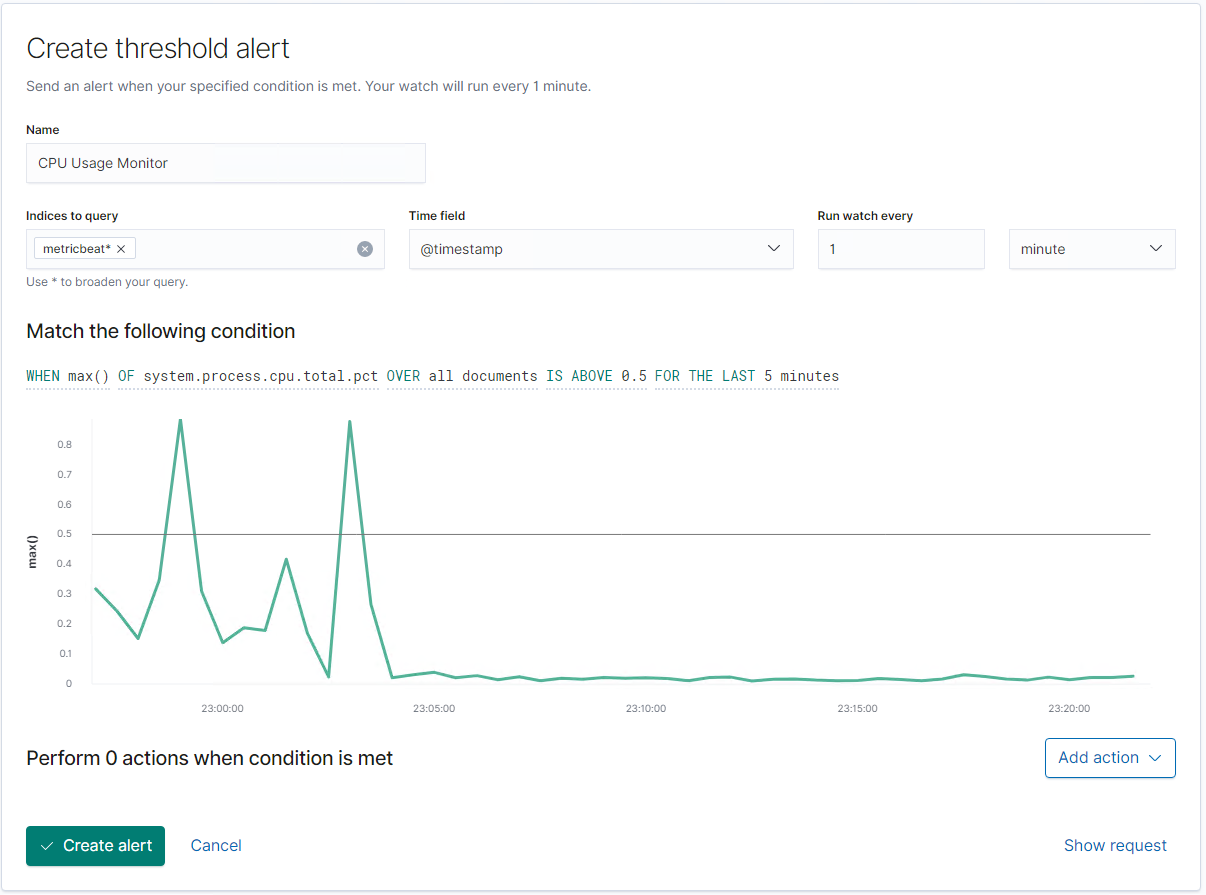 Create threshold alert
Send an alert when your specified condition is met. Your watch will run every 1 minute.
Name
CPU Usage Monitor
Indices to query
Time field
Run watch every
metricbeat*
@timestamp
1
minute
Use * to broaden your query.
Match the following condition
WHEN max() OF system.process.cpu.total.pct OVER all documents IS ABOVE 0.5 FOR THE LAST 5 minutes
max()
0.8
0.7
0.6
0.5
0.4
0.3
0.2
0.1
0
23:00:00 23:05:00 23:10:00 23:15:00 23:20:00
Perform 0 actions when condition is met
Add action
Create alert
Cancel
Show request